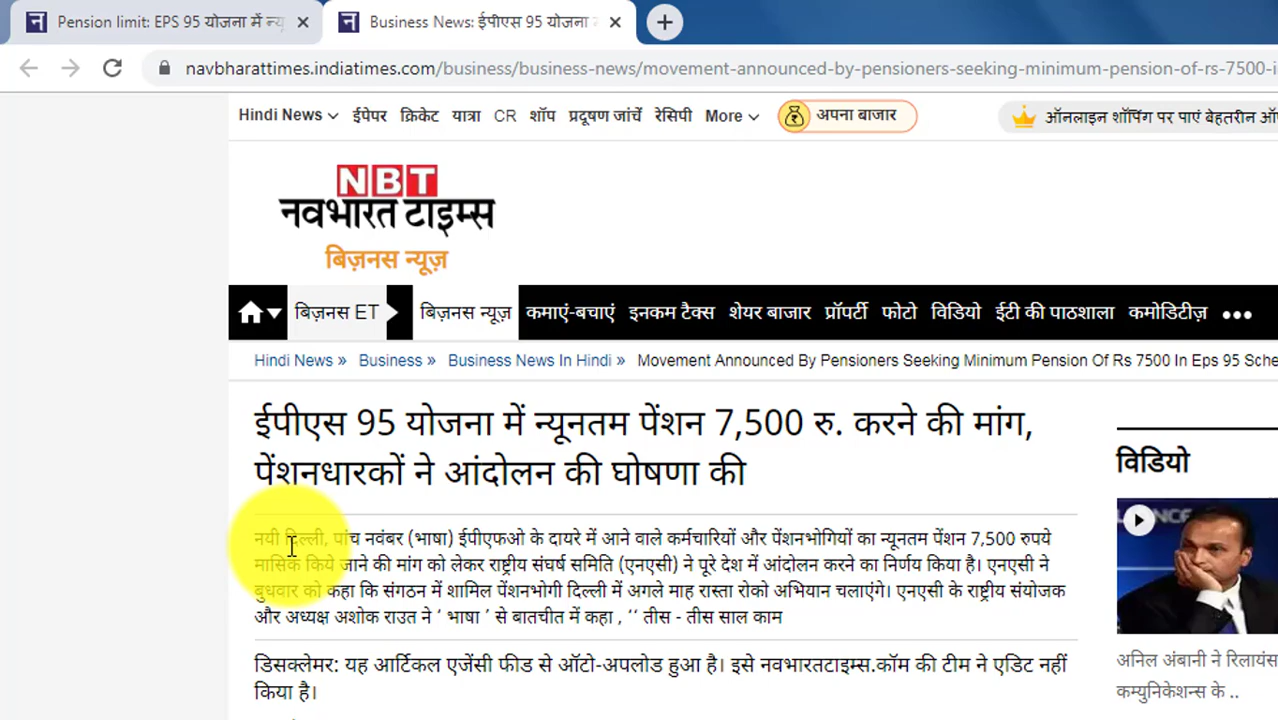 Pension limit: EPS 95 योजना में न्यू
Business News: ईपीएस 95 योजना
navbharattimes.indiatimes.com/business/business-news/movement-announced-by-pensioners-seeking-minimum-pension-of-rs-7500-i
Hindi News ईपेपर क्रिकेट यात्रा CR शॉप प्रदूषण जांचें रेसिपी More अपना बाजार ऑनलाइन शॉपिंग पर पाएं बेहतरीन
NBT
नवभारत टाइम्स
बिज़नस न्यूज़
बिज़नस ET बिज़नस न्यूज़ कमाएं-बचाएं इनकम टैक्स शेयर बाजार प्रॉपर्टी फोटो विडियो ईटी की पाठशाला कमोडिटीज़
Hindi News » Business » Business News In Hindi » Movement Announced By Pensioners Seeking Minimum Pension Of Rs 7500 In Eps 95 Sche
ईपीएस 95 योजना में न्यूनतम पेंशन 7,500 रु. करने की मांग,
पेंशनधारकों ने आंदोलन की घोषणा की
नयी दिल्ली, पांच नवंबर (भाषा) ईपीएफओ के दायरे में आने वाले कर्मचारियों और पेंशनभोगियों का न्यूनतम पेंशन 7,500 रुपये
मासिक किये जाने की मांग को लेकर राष्ट्रीय संघर्ष समिति (एनएसी) ने पूरे देश में आंदोलन करने का निर्णय किया है। एनएसी ने
बुधवार को कहा कि संगठन में शामिल पेंशनभोगी दिल्ली में अगले माह रास्ता रोको अभियान चलाएंगे। एनएसी के राष्ट्रीय संयोजक
और अध्यक्ष अशोक राउत ने ‘ भाषा ’ से बातचीत में कहा , ‘‘ तीस - तीस साल काम
डिसक्लेमर: यह आर्टिकल एजेंसी फीड से ऑटो-अपलोड हुआ है। इसे नवभारतटाइम्स.कॉम की टीम ने एडिट नहीं
किया है।
विडियो
अनिल अंबानी ने रिलायंस
कम्युनिकेशन्स के ..